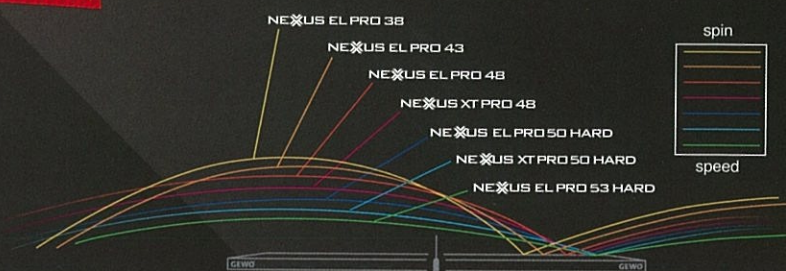 NEXUS EL PRO 38
spin
NEXUS EL PRO 43
NEXUS EL PRO 48
NEXUS XT PRO 48
NEXUS EL PRO 50 HARD
NEXUS XT PRO 50 HARD
speed
NEXUS EL PRO 53 HARD
GEWO
GEWO